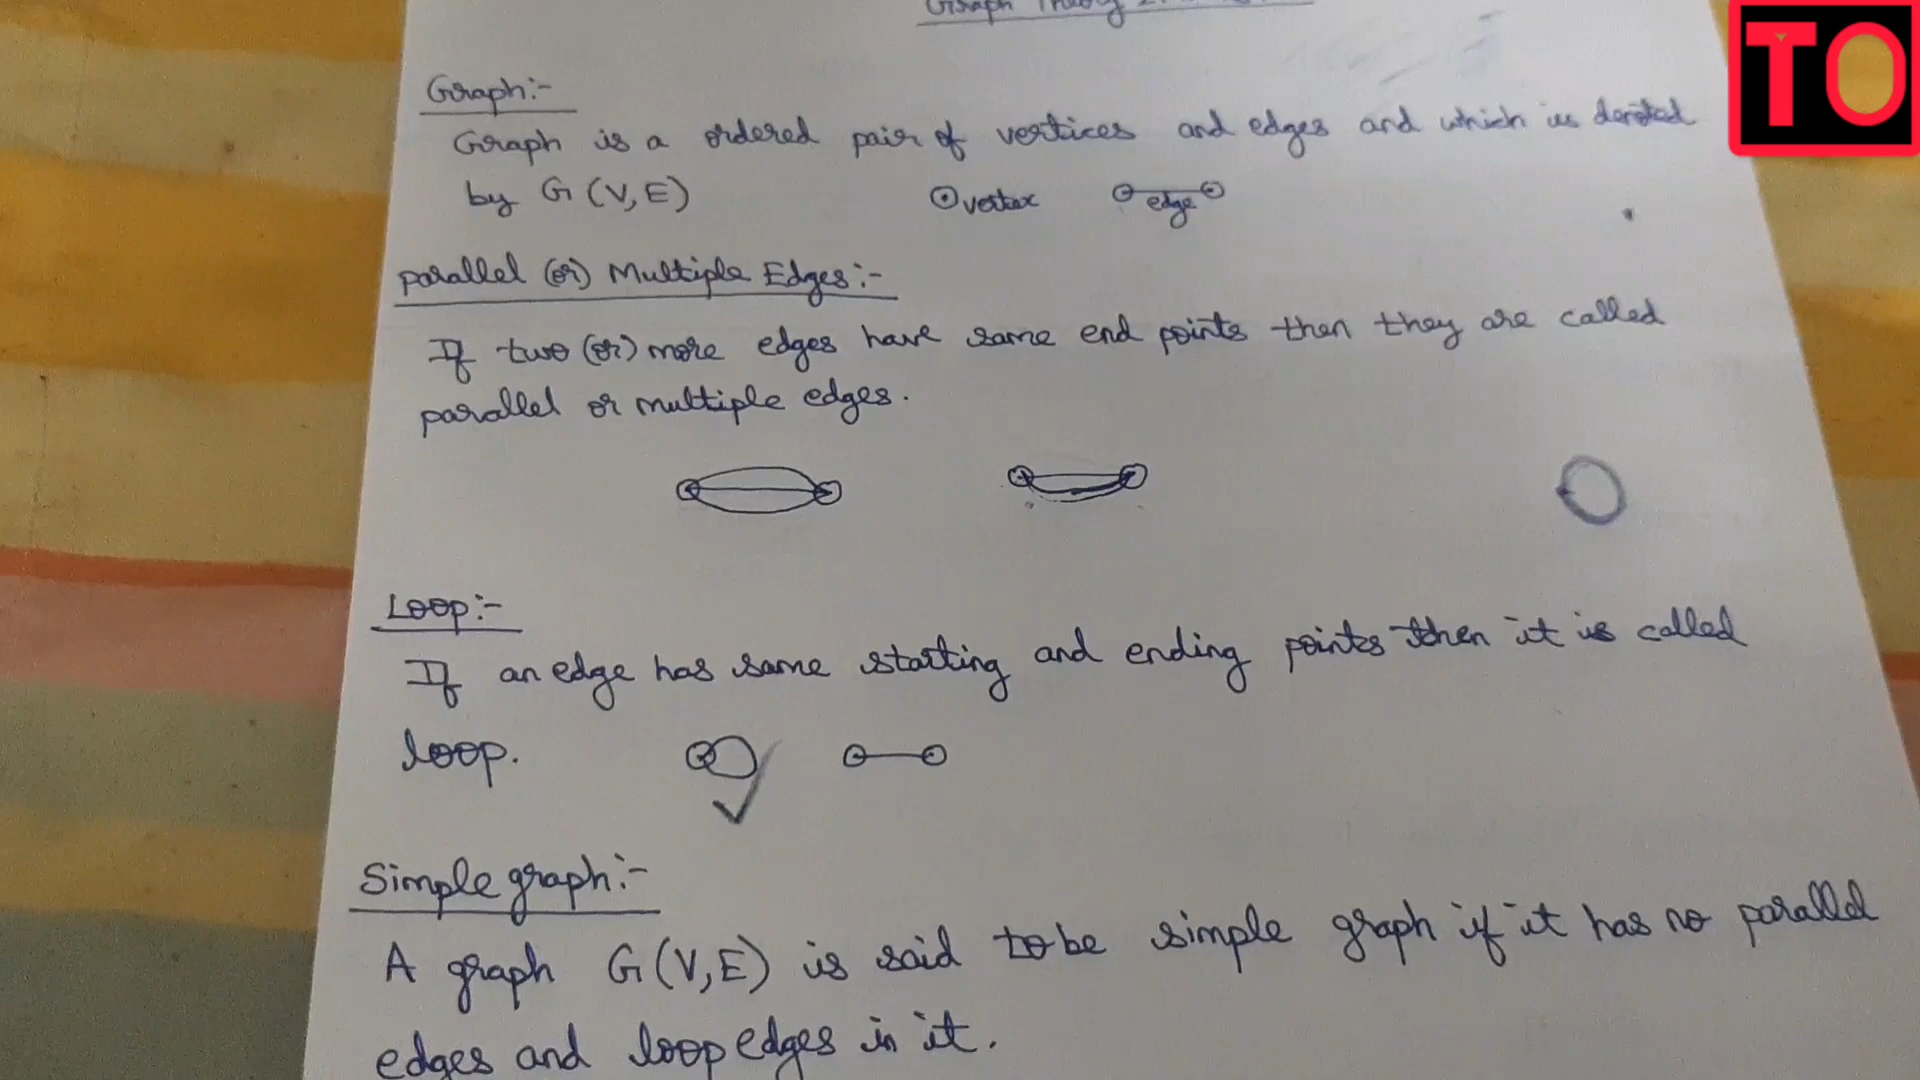 Graph Theory
TO
Graph:-
Graph is a ordered pair of vertices and edges and which is denoted
by G(V,E)
vertex
edge
parallel (or) Multiple Edges:-
If two (or) more edges have same end points then they are called
parallel or multiple edges.
Loop:-
If an edge has same starting and ending points then it is called
loop.
Simple graph:-
A graph G(V,E) is said to be simple graph if it has no parallel
edges and loop edges in it.